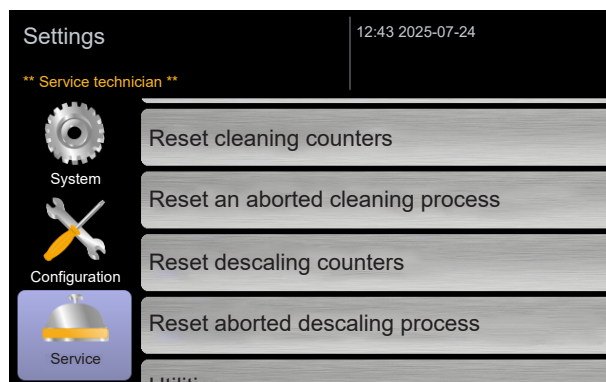 Settings
12:43 2025-07-24
** Service technician **
Reset cleaning counters
System
Reset an aborted cleaning process
Configuration
Reset descaling counters
Reset aborted descaling process
Service